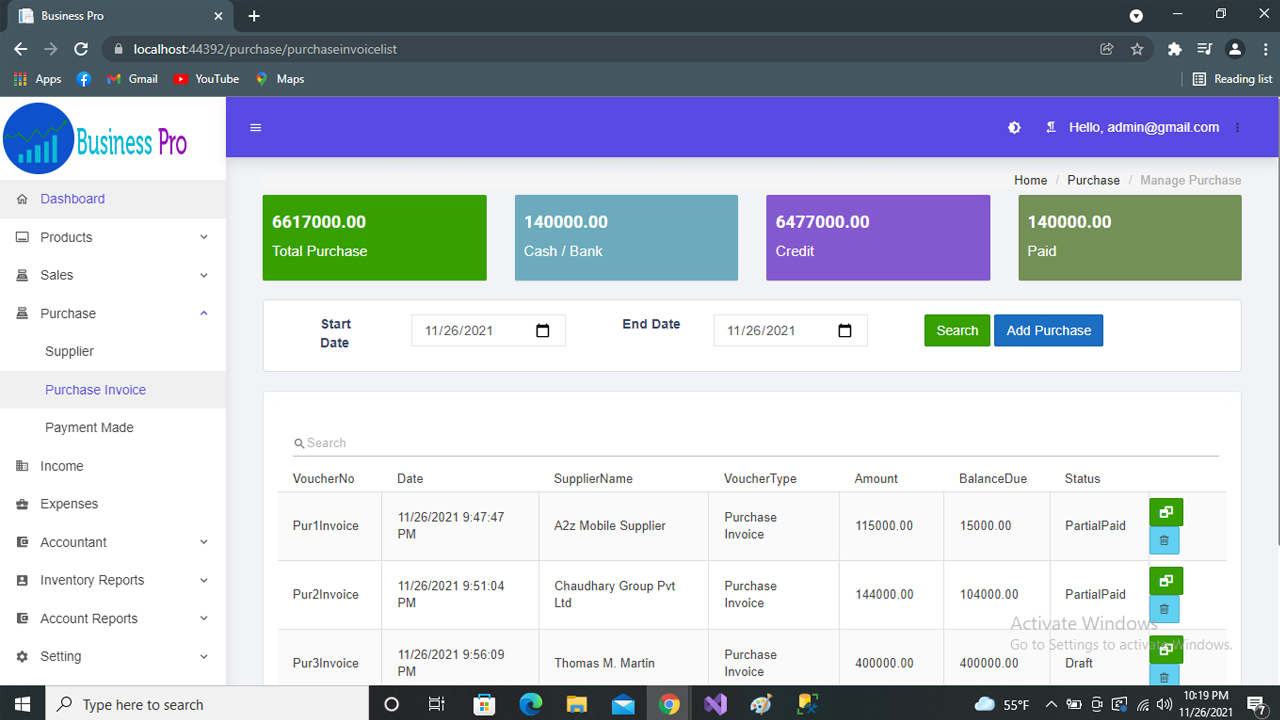 Business Pro
localhost:44392/purchase/purchaseinvoicelist
Apps
Gmail
YouTube
Maps
Reading list
Business Pro
Hello, admin@gmail.com
Dashboard
Products
Sales
Purchase
Supplier
Purchase Invoice
Payment Made
Income
Expenses
Accountant
Inventory Reports
Account Reports
Setting
Home / Purchase / Manage Purchase
6617000.00
Total Purchase
140000.00
Cash / Bank
6477000.00
Credit
140000.00
Paid
Start
Date
11/26/2021
End Date
11/26/2021
Search
Add Purchase
Search
VoucherNo Date SupplierName VoucherType Amount BalanceDue Status
Pur1Invoice
11/26/2021 9:47:47
PM
A2z Mobile Supplier
Purchase
Invoice
115000.00
15000.00
PartialPaid
Pur2Invoice
11/26/2021 9:51:04
PM
Chaudhary Group Pvt
Ltd
Purchase
Invoice
144000.00
104000.00
PartialPaid
Pur3Invoice
11/26/2021 9:56:09
PM
Thomas M. Martin
Purchase
Invoice
400000.00
400000.00
Draft
Activate Windows
Go to Settings to activate Windows.
Type here to search
55°F
10:19 PM
11/26/2021
7